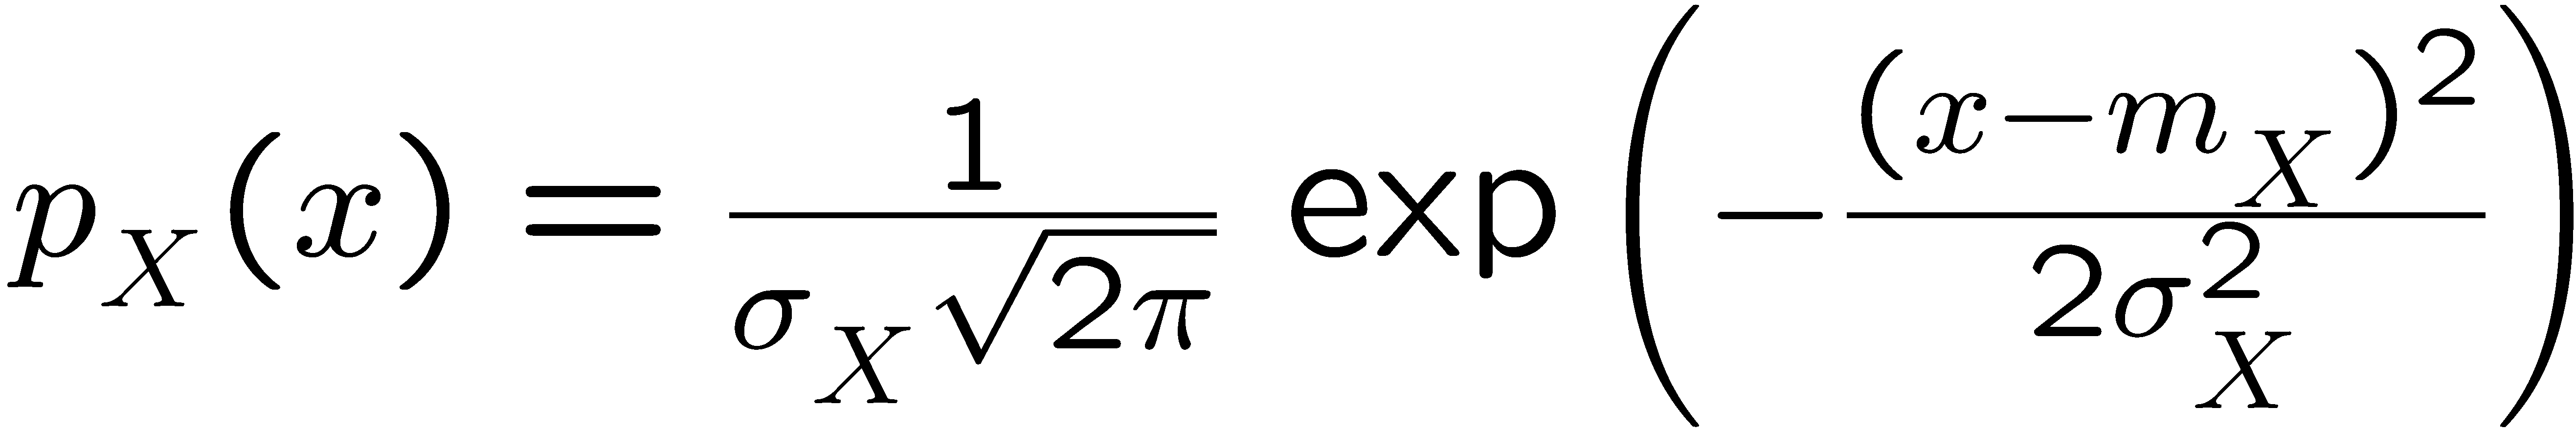 p_X(x) = \frac{1}{\sigma_X \sqrt{2\pi}} \exp\left(-\frac{(x-m_X)^2}{2\sigma_X^2}\right)